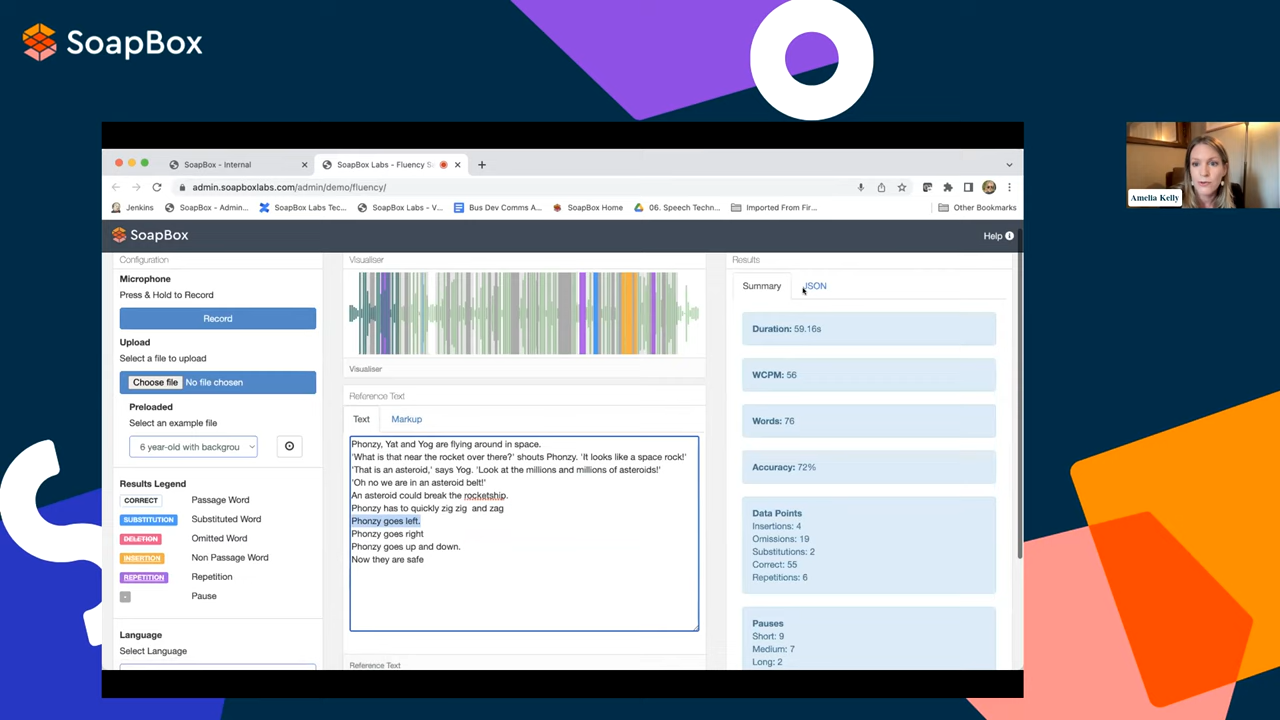 SoapBox
SoapBox - Internal
SoapBox Labs - Fluency S
admin.soapboxlabs.com/admin/demo/fluency/
Jenkins
SoapBox - Admin...
SoapBox Labs Tec...
SoapBox Labs - V...
Bus Dev Comms A...
SoapBox Home
06. Speech Techn...
Imported From Fir...
Other Bookmarks
SoapBox
Help
Configuration
Microphone
Press & Hold to Record
Record
Upload
Select a file to upload
Choose file No file chosen
Preloaded
Select an example file
6 year-old with backgrou
Results Legend
CORRECT Passage Word
SUBSTITUTION Substituted Word
DELETION Omitted Word
INSERTION Non Passage Word
REPETITION Repetition
- Pause
Language
Select Language
Visualiser
Visualiser
Reference Text
Text Markup
Phonzy, Yat and Yog are flying around in space.
'What is that near the rocket over there?' shouts Phonzy. 'It looks like a space rock!'
'That is an asteroid,' says Yog. 'Look at the millions and millions of asteroids!'
'Oh no we are in an asteroid belt!'
An asteroid could break the rocketship.
Phonzy has to quickly zig zig and zag
Phonzy goes left.
Phonzy goes right
Phonzy goes up and down.
Now they are safe
Reference Text
Results
Summary JSON
Duration: 59.16s
WCPM: 56
Words: 76
Accuracy: 72%
Data Points
Insertions: 4
Omissions: 19
Substitutions: 2
Correct: 55
Repetitions: 6
Pauses
Short: 9
Medium: 7
Long: 2
Amelia Kelly